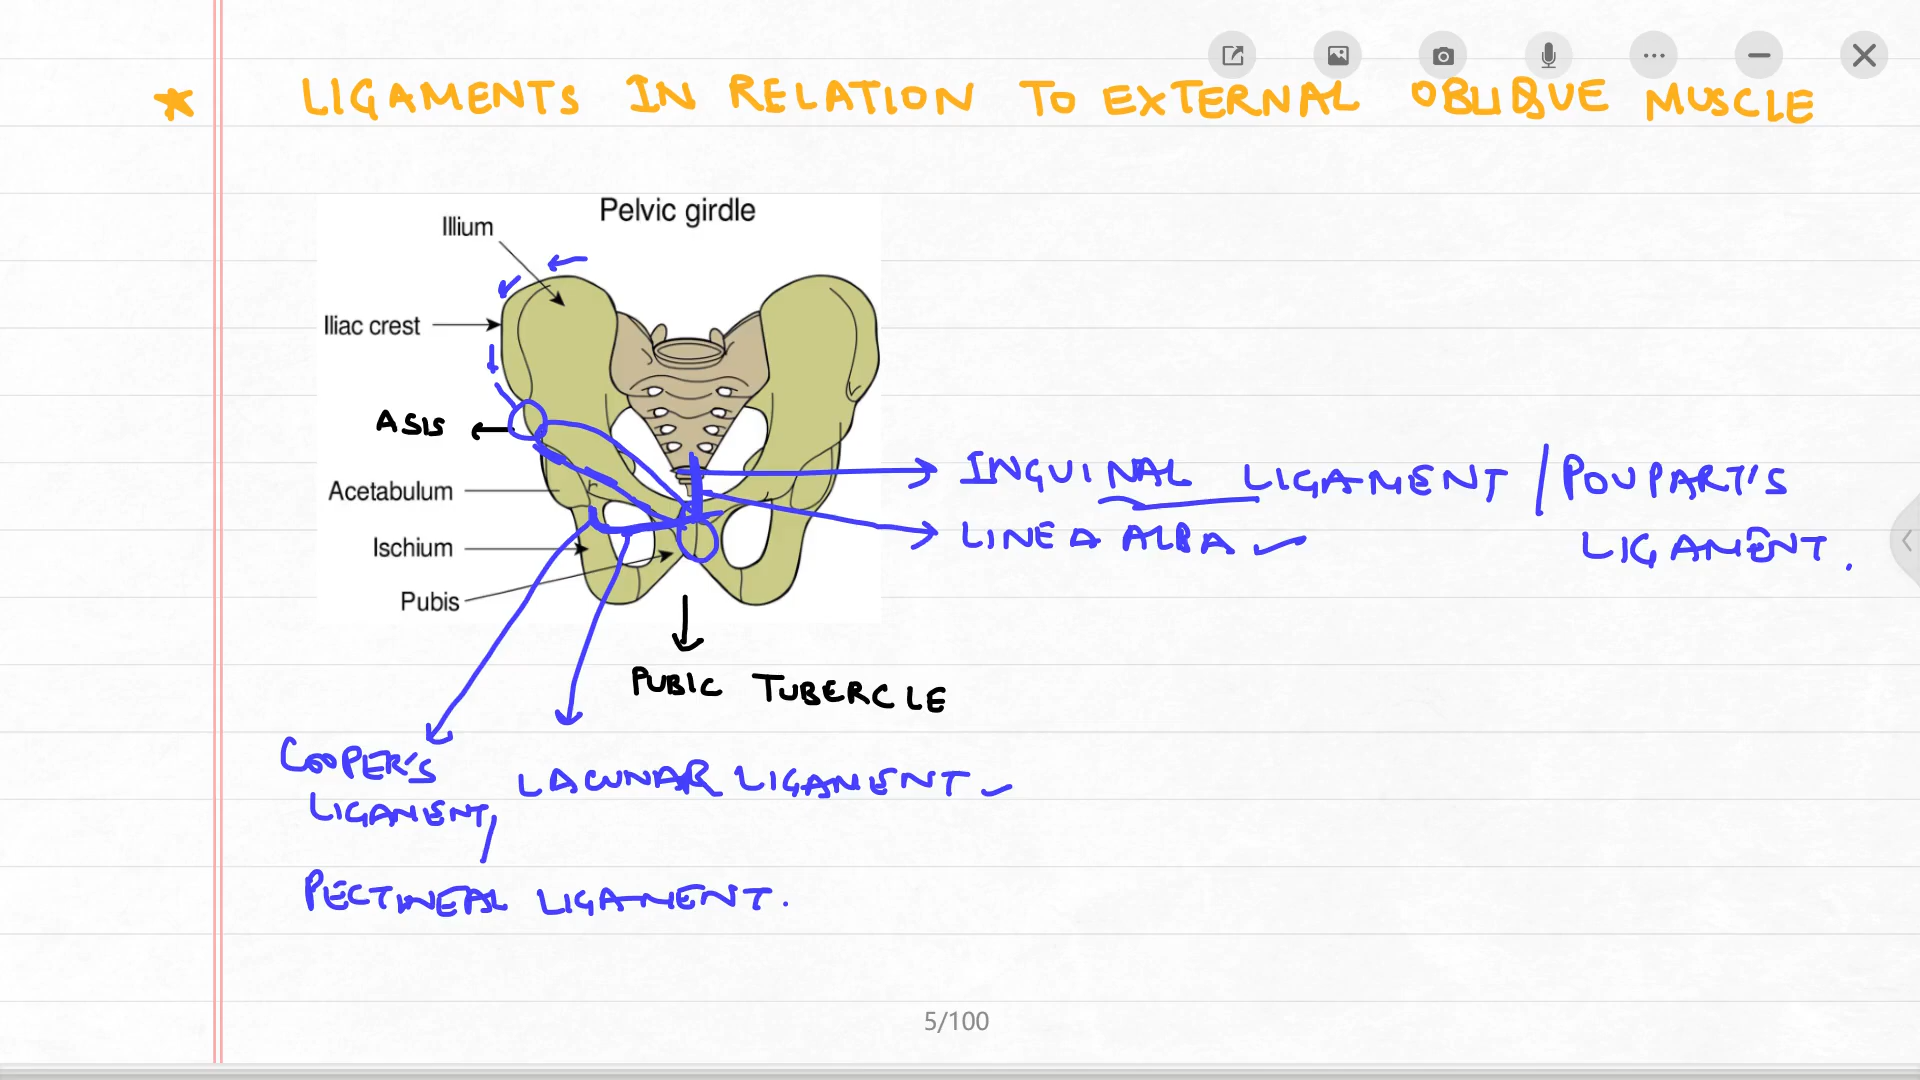 LIGAMENTS IN RELATION TO EXTERNAL OBLIQUE MUSCLE
Pelvic girdle
Illium
Iliac crest
ASIS
Acetabulum
Ischium
Pubis
INGUINAL LIGAMENT / POUPART'S
LIGAMENT.
LINEA ALBA
PUBIC TUBERCLE
COOPER'S
LIGAMENT/
LACUNAR LIGAMENT
PECTINEAL LIGAMENT.
5/100